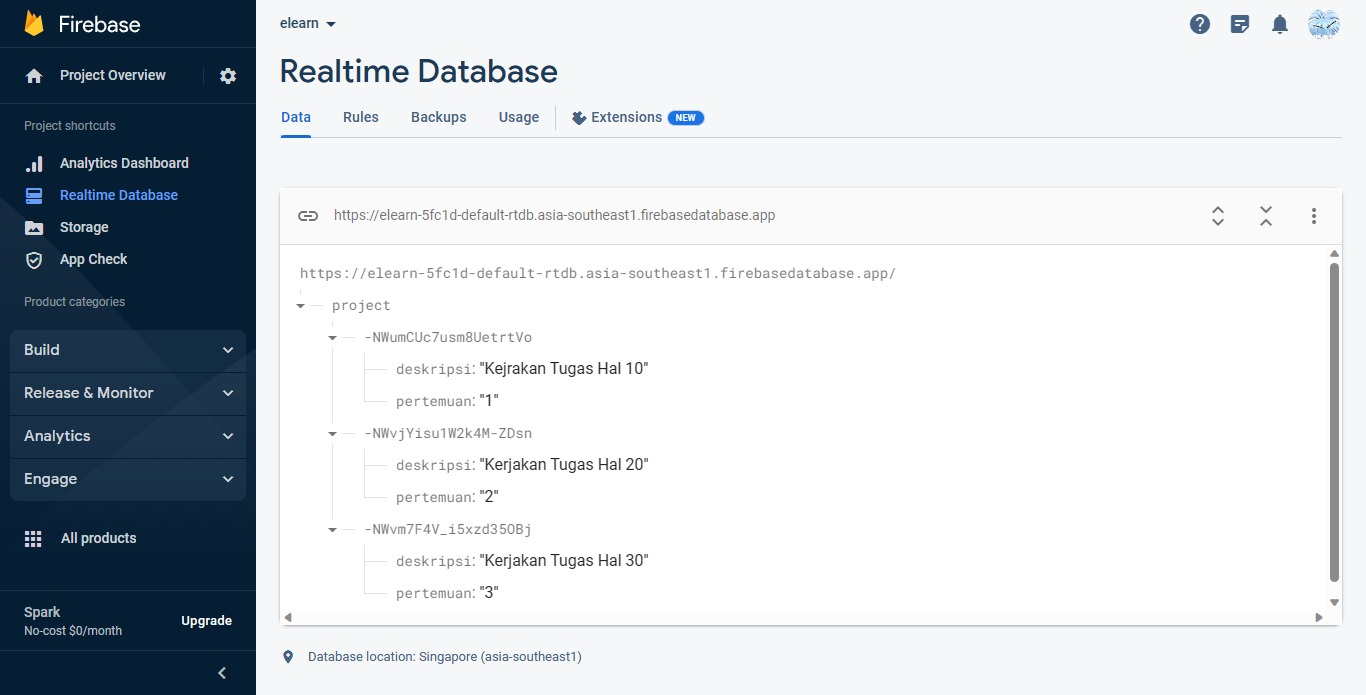 Firebase
Project Overview
Project shortcuts
Analytics Dashboard
Realtime Database
Storage
App Check
Product categories
Build
Release & Monitor
Analytics
Engage
All products
Spark
No-cost $0/month
Upgrade
elearn
Realtime Database
Data Rules Backups Usage Extensions NEW
https://elearn-5fc1d-default-rtdb.asia-southeast1.firebasedatabase.app
https://elearn-5fc1d-default-rtdb.asia-southeast1.firebasedatabase.app/
project
-NWumCUc7usm8UetrtVo
deskripsi: "Kejrakan Tugas Hal 10"
pertemuan: "1"
-NWvjYisu1W2k4M-ZDsn
deskripsi: "Kerjakan Tugas Hal 20"
pertemuan: "2"
-NWvm7F4V_i5xzd35OBj
deskripsi: "Kerjakan Tugas Hal 30"
pertemuan: "3"
Database location: Singapore (asia-southeast1)